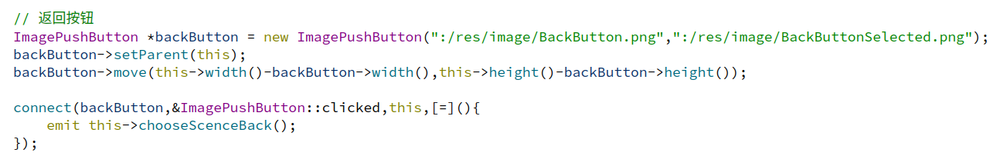 // 返回按钮
ImagePushButton *backButton = new ImagePushButton(":/res/image/BackButton.png",":/res/image/BackButtonSelected.png");
backButton->setParent(this);
backButton->move(this->width()-backButton->width(),this->height()-backButton->height());
connect(backButton,&ImagePushButton::clicked,this,[=](){
    emit this->chooseScenceBack();
});